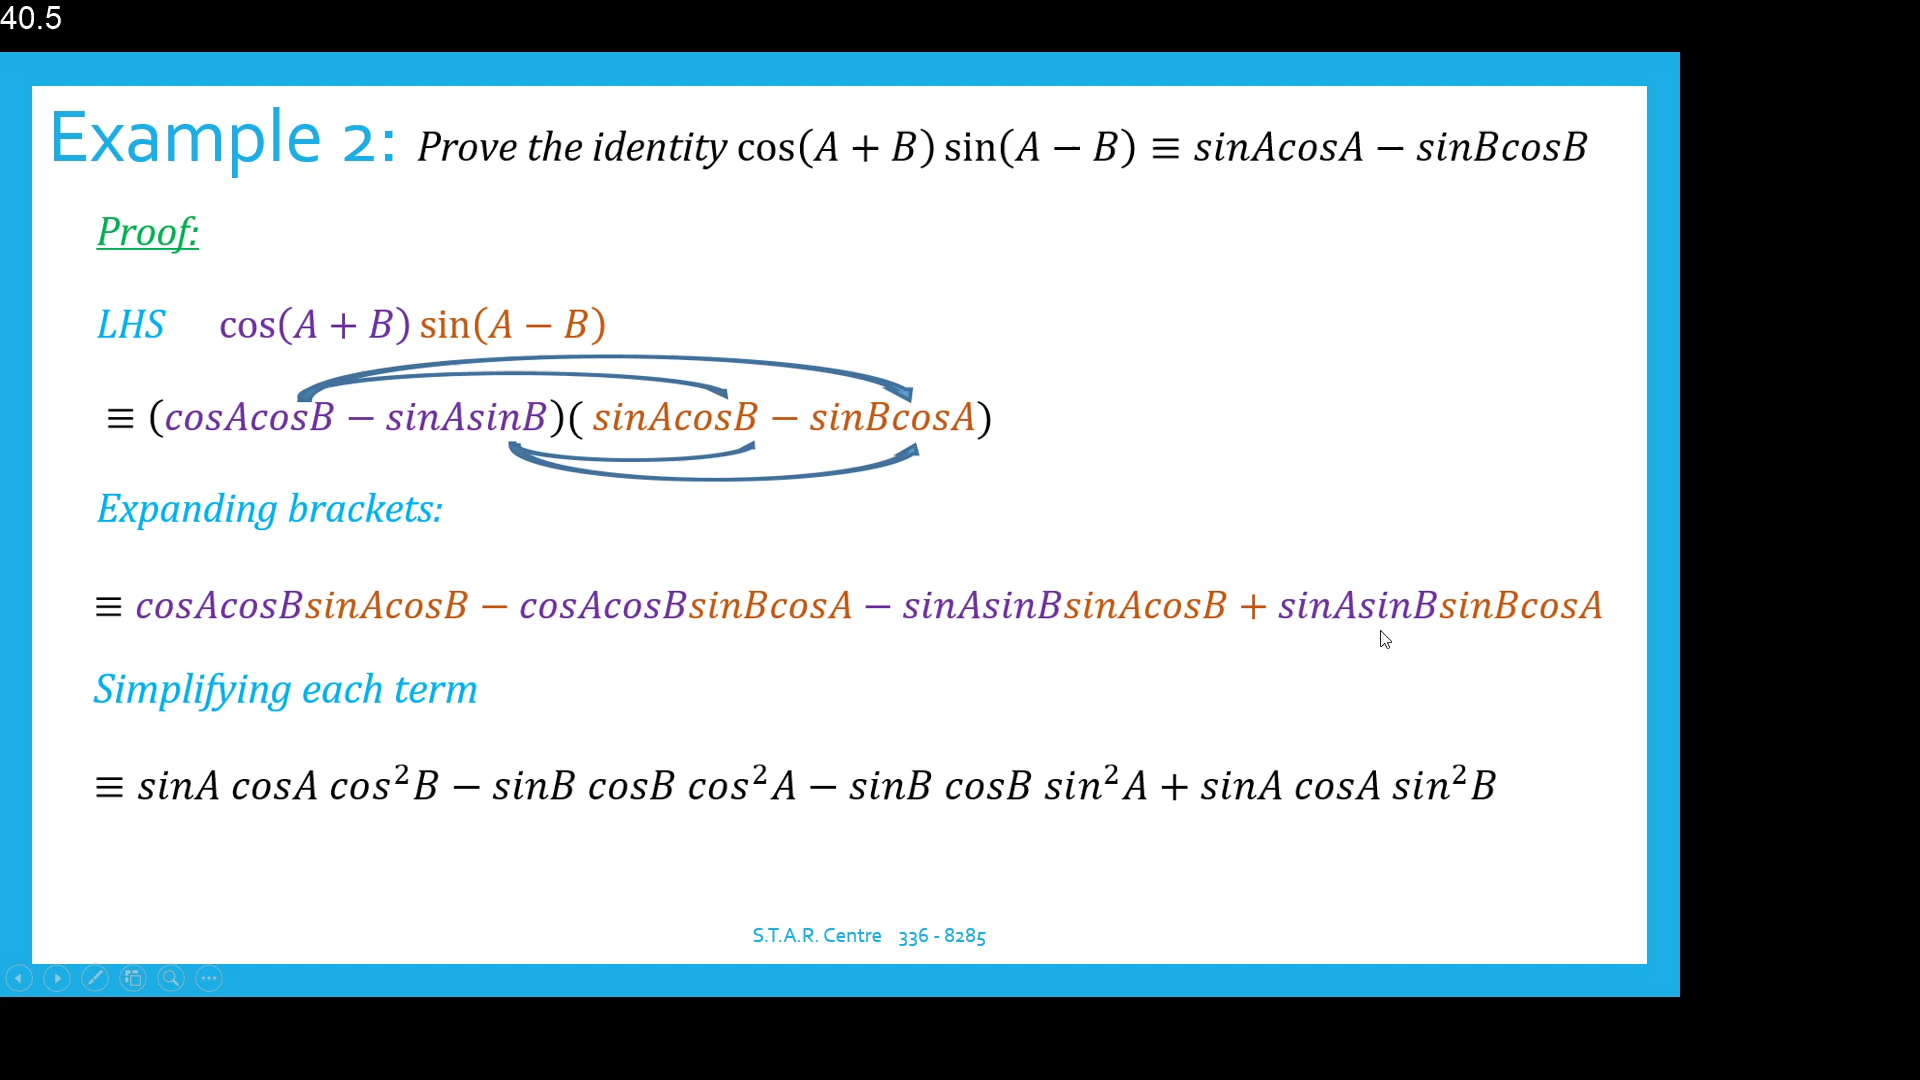 40.5
Example 2: Prove the identity cos(A + B) sin(A − B) ≡ sinAcosA − sinBcosB
Proof:
LHS cos(A + B) sin(A − B)
≡ (cosAcosB − sinAsinB)( sinAcosB − sinBcosA)
Expanding brackets:
≡ cosAcosBsinAcosB − cosAcosBsinBcosA − sinAsinBsinAcosB + sinAsinBsinBcosA
Simplifying each term
≡ sinA cosA cos²B − sinB cosB cos²A − sinB cosB sin²A + sinA cosA sin²B
S.T.A.R. Centre 336 - 8285